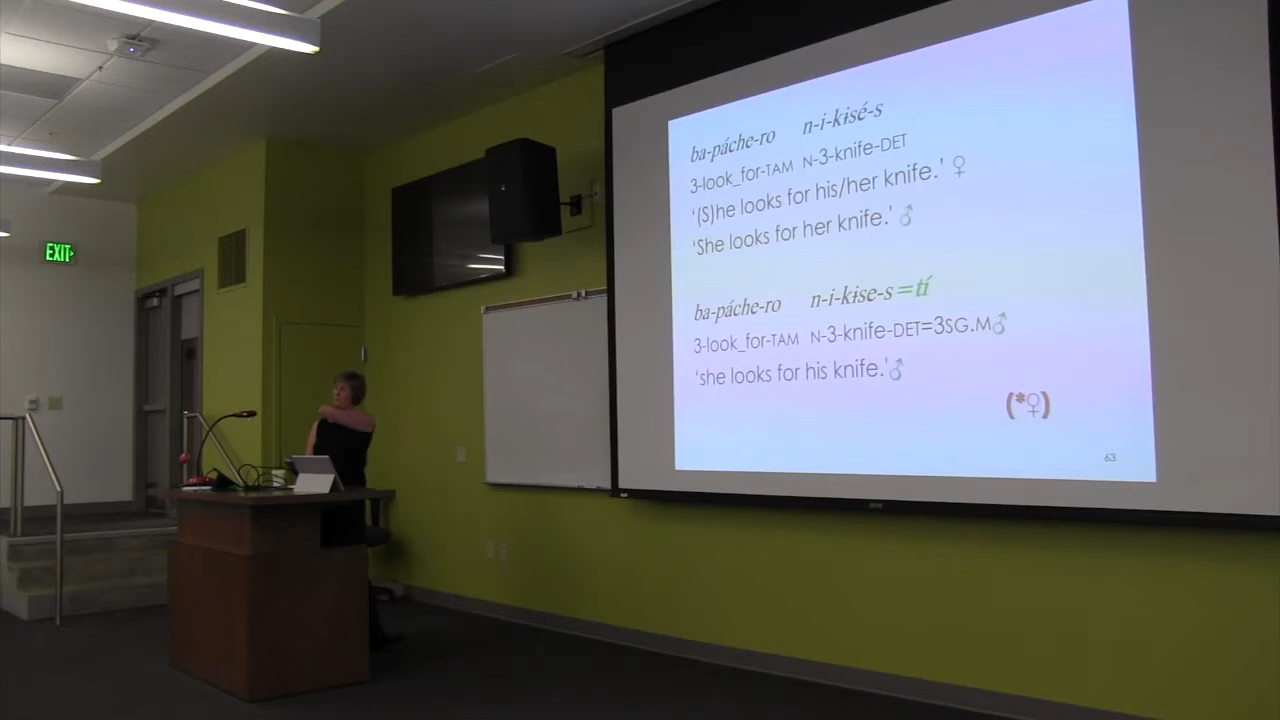 EXIT
ba-páche-ro n-i-kɨsé-s
3-look_for-TAM N-3-knife-DET
‘(S)he looks for his/her knife.’ ♀
‘She looks for her knife.’ ♂
ba-páche-ro n-i-kɨse-s=tí
3-look_for-TAM N-3-knife-DET=3SG.M♂
‘she looks for his knife.’♂
(*♀)
63